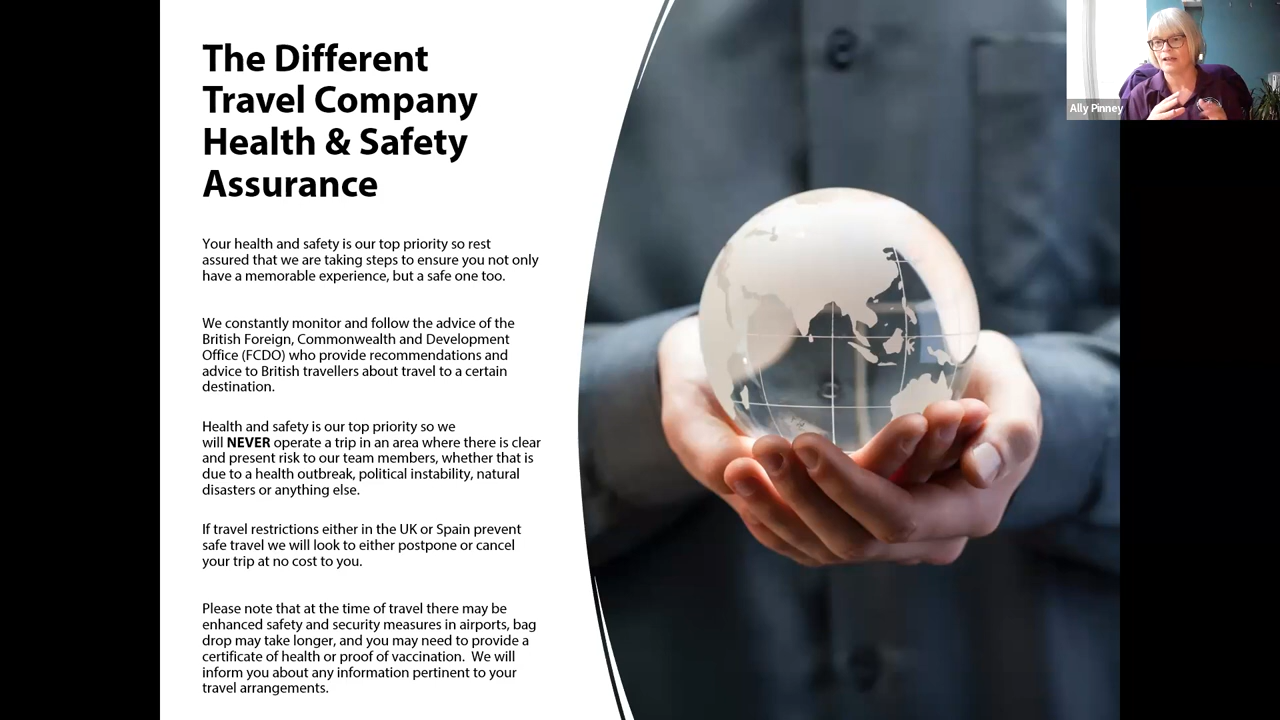 The Different
Travel Company
Health & Safety
Assurance
Your health and safety is our top priority so rest
assured that we are taking steps to ensure you not only
have a memorable experience, but a safe one too.
We constantly monitor and follow the advice of the
British Foreign, Commonwealth and Development
Office (FCDO) who provide recommendations and
advice to British travellers about travel to a certain
destination.
Health and safety is our top priority so we
will NEVER operate a trip in an area where there is clear
and present risk to our team members, whether that is
due to a health outbreak, political instability, natural
disasters or anything else.
If travel restrictions either in the UK or Spain prevent
safe travel we will look to either postpone or cancel
your trip at no cost to you.
Please note that at the time of travel there may be
enhanced safety and security measures in airports, bag
drop may take longer, and you may need to provide a
certificate of health or proof of vaccination. We will
inform you about any information pertinent to your
travel arrangements.
Ally Pinney